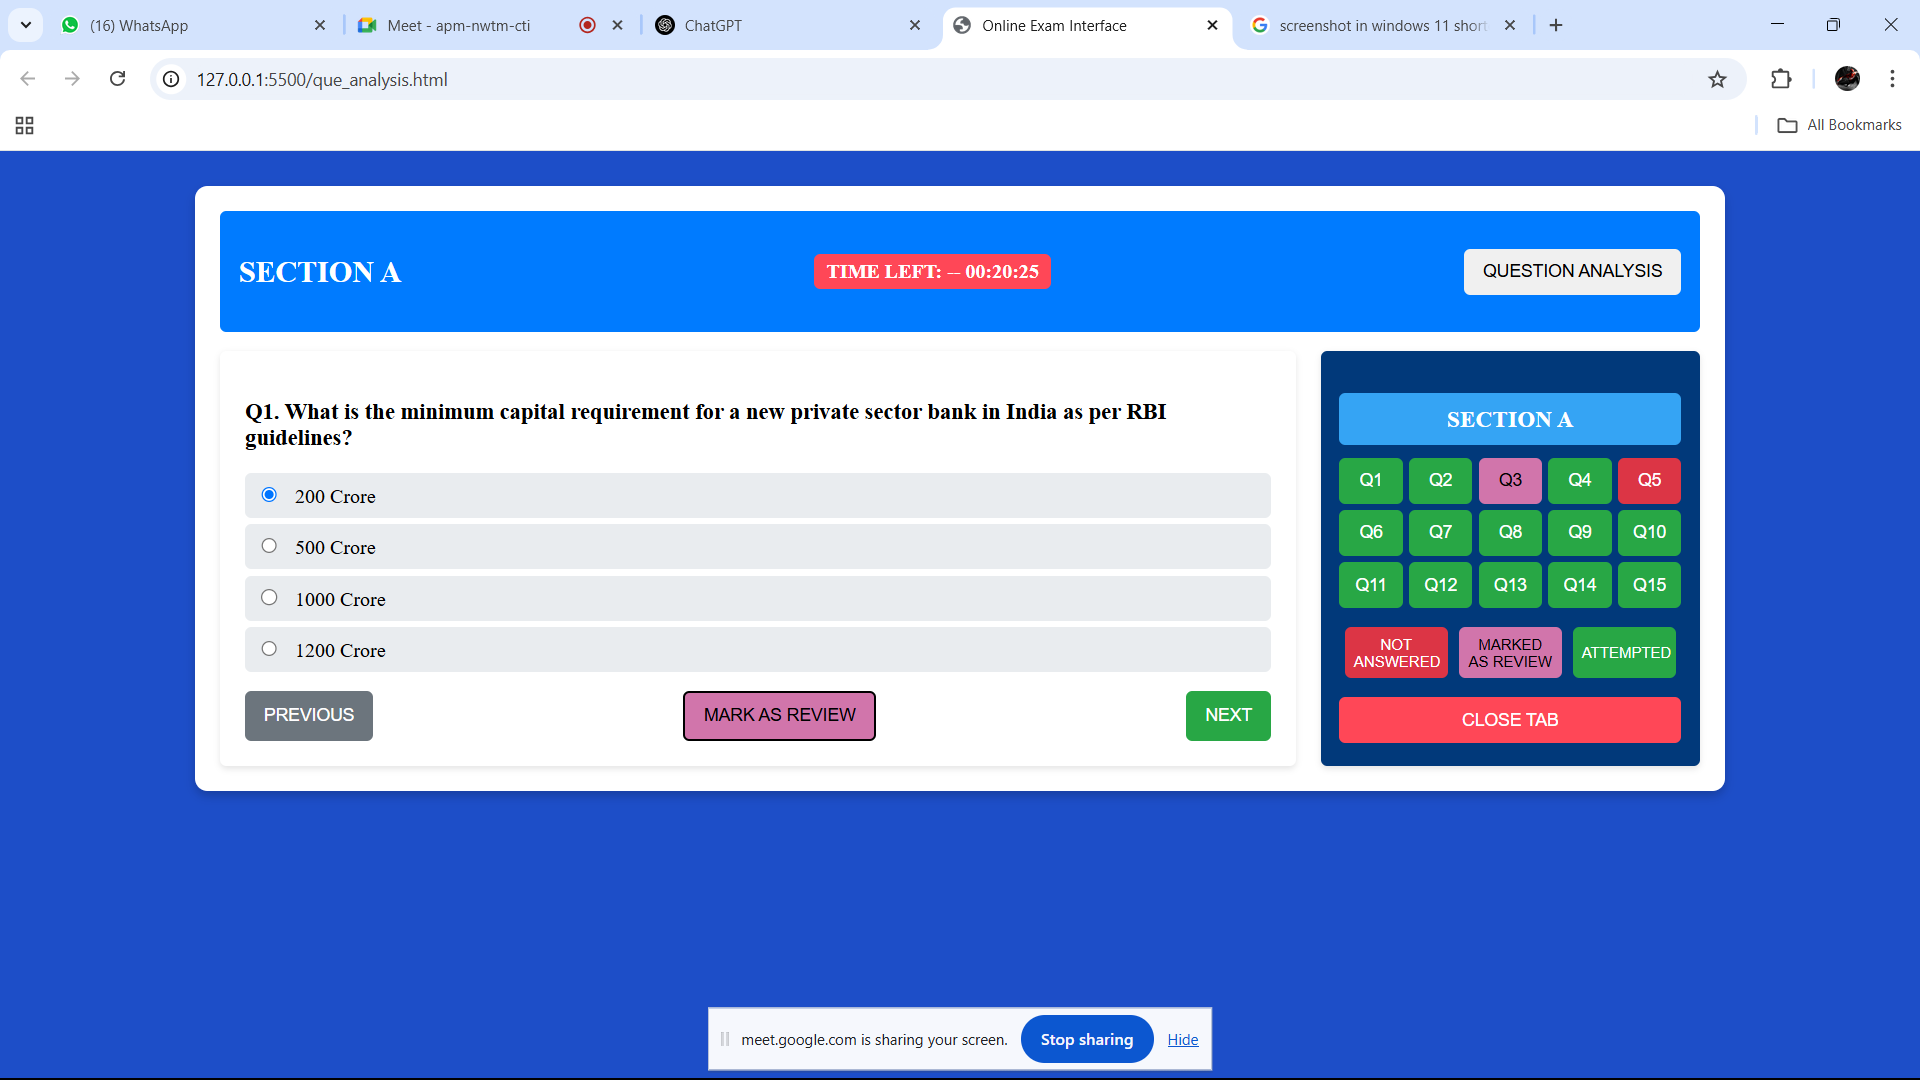 (16) WhatsApp
Meet - apm-nwtm-cti
ChatGPT
Online Exam Interface
screenshot in windows 11 short
127.0.0.1:5500/que_analysis.html
All Bookmarks
SECTION A
TIME LEFT: -- 00:20:25
QUESTION ANALYSIS
Q1. What is the minimum capital requirement for a new private sector bank in India as per RBI
guidelines?
200 Crore
500 Crore
1000 Crore
1200 Crore
PREVIOUS
MARK AS REVIEW
NEXT
SECTION A
Q1 Q2 Q3 Q4 Q5
Q6 Q7 Q8 Q9 Q10
Q11 Q12 Q13 Q14 Q15
NOT
ANSWERED
MARKED
AS REVIEW
ATTEMPTED
CLOSE TAB
meet.google.com is sharing your screen.
Stop sharing
Hide